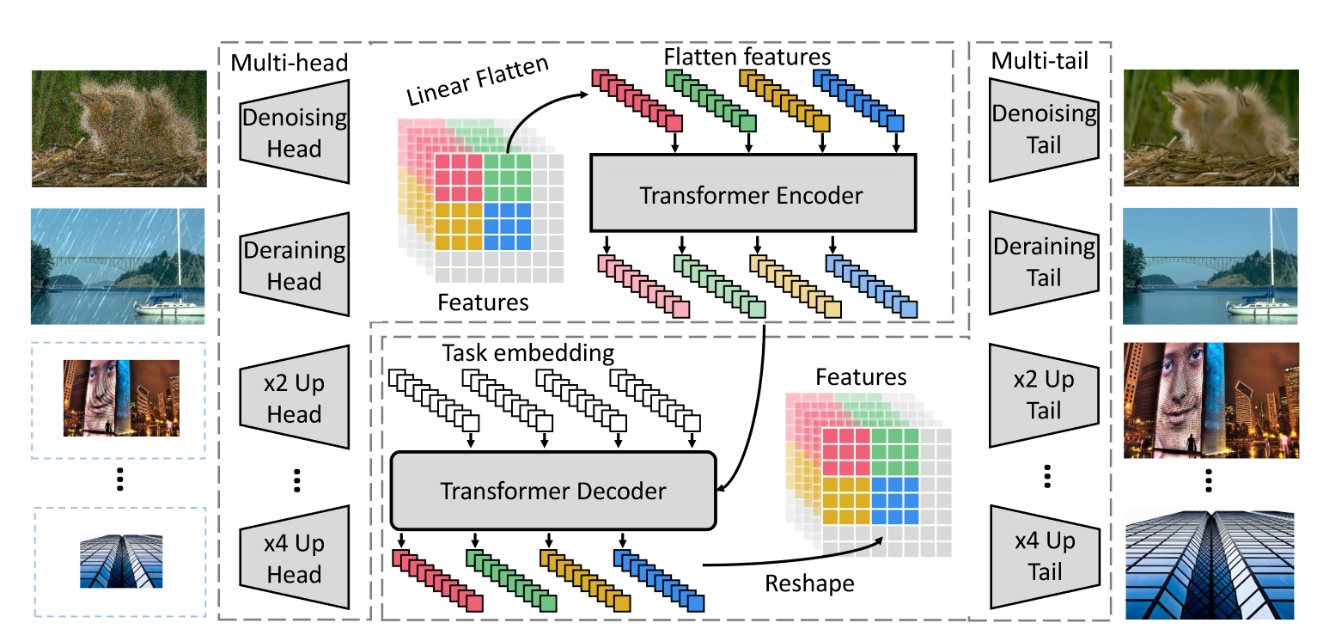 Multi-head
Denoising
Head
Deraining
Head
x2 Up
Head
...
x4 Up
Head
Linear Flatten
Features
Flatten features
Transformer Encoder
Task embedding
Transformer Decoder
Features
Reshape
Multi-tail
Denoising
Tail
Deraining
Tail
x2 Up
Tail
...
x4 Up
Tail